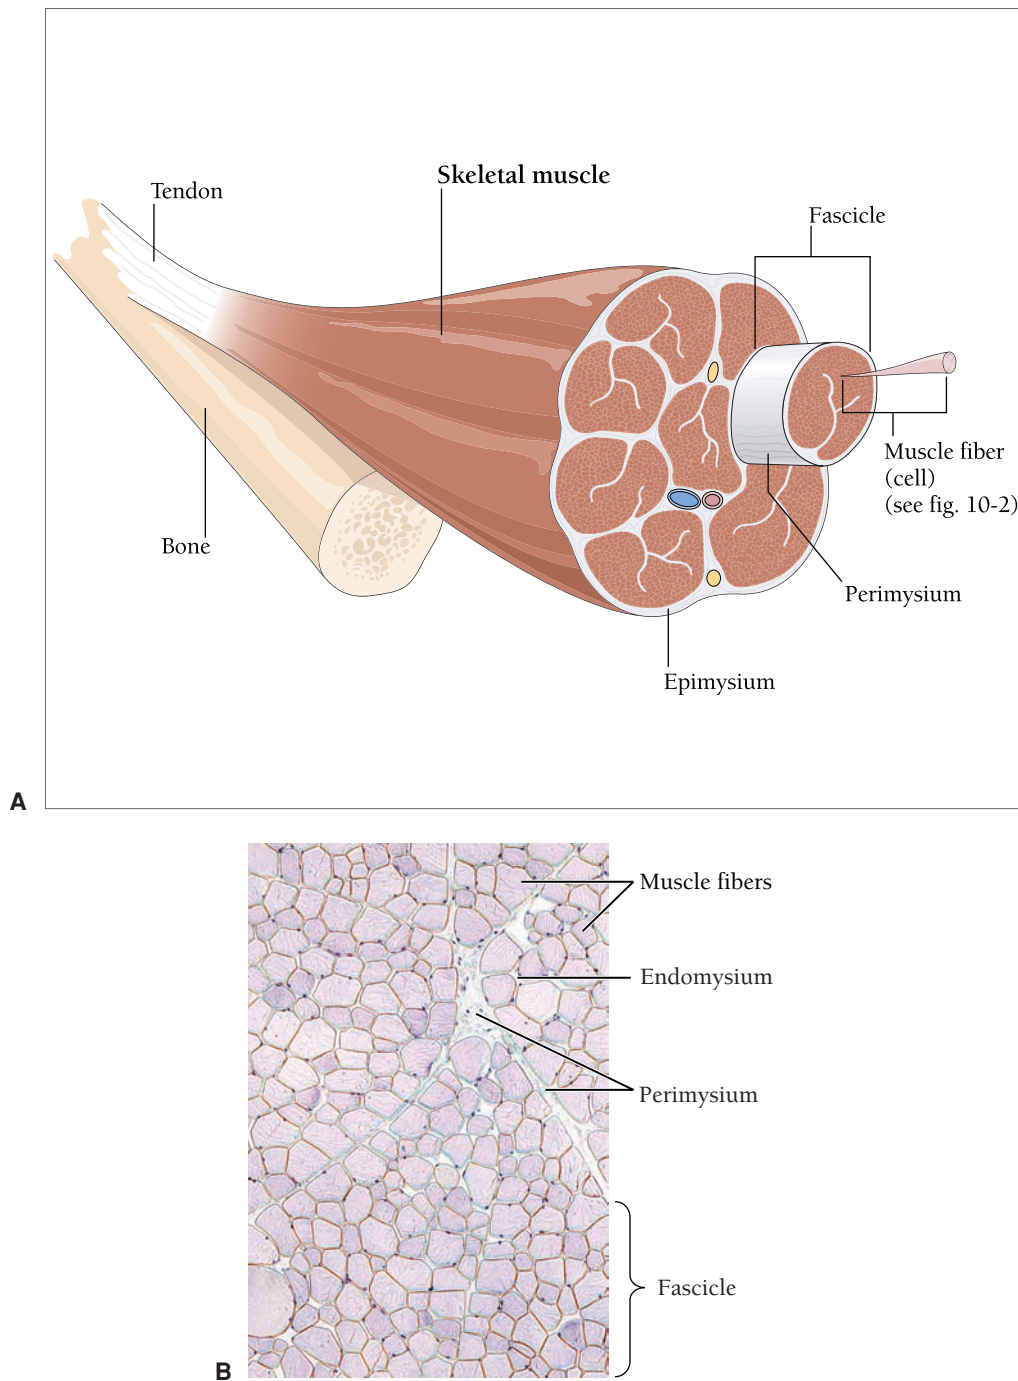 Skeletal muscle
Tendon
Fascicle
Muscle fiber
(cell)
(see fig. 10-2)
Bone
Perimysium
Epimysium
A
Muscle fibers
Endomysium
Perimysium
Fascicle
B